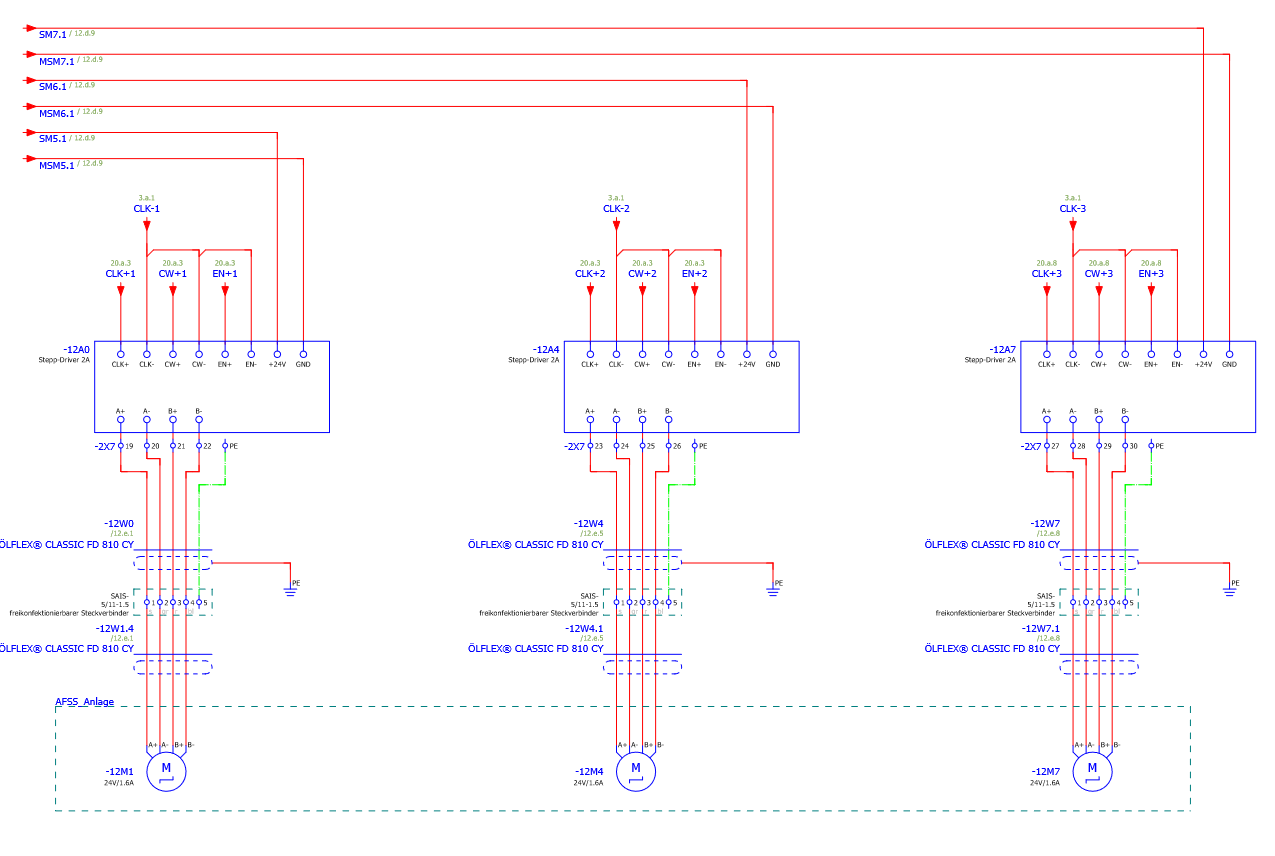 SM7.1 / 12.d.9
MSM7.1 / 12.d.9
SM6.1 / 12.d.9
MSM6.1 / 12.d.9
SM5.1 / 12.d.9
MSM5.1 / 12.d.9
3.a.1 3.a.1 3.a.1
CLK-1 CLK-2 CLK-3
20.a.3 20.a.3 20.a.3 20.a.3 20.a.3 20.a.3 20.a.8 20.a.8 20.a.8
CLK+1 CW+1 EN+1 CLK+2 CW+2 EN+2 CLK+3 CW+3 EN+3
-12A0 -12A4 -12A7
Stepp-Driver 2A Stepp-Driver 2A Stepp-Driver 2A
CLK+ CLK- CW+ CW- EN+ EN- +24V GND CLK+ CLK- CW+ CW- EN+ EN- +24V GND CLK+ CLK- CW+ CW- EN+ EN- +24V GND
A+ A- B+ B- A+ A- B+ B- A+ A- B+ B-
-2X7 19 20 21 22 PE -2X7 23 24 25 26 PE -2X7 27 28 29 30 PE
-12W0 -12W4 -12W7
/12.e.1 /12.e.5 /12.e.8
ÖLFLEX® CLASSIC FD 810 CY ÖLFLEX® CLASSIC FD 810 CY ÖLFLEX® CLASSIC FD 810 CY
PE PE PE
SAIS- SAIS- SAIS-
5/11-1.5 1 2 3 4 5 5/11-1.5 1 2 3 4 5 5/11-1.5 1 2 3 4 5
freikonfektionierbarer Steckverbinder freikonfektionierbarer Steckverbinder freikonfektionierbarer Steckverbinder
-12W1.4 -12W4.1 -12W7.1
/12.e.1 /12.e.5 /12.e.8
ÖLFLEX® CLASSIC FD 810 CY ÖLFLEX® CLASSIC FD 810 CY ÖLFLEX® CLASSIC FD 810 CY
AFSS_Anlage
A+ A- B+ B- A+ A- B+ B- A+ A- B+ B-
M M M
-12M1 -12M4 -12M7
24V/1.6A 24V/1.6A 24V/1.6A